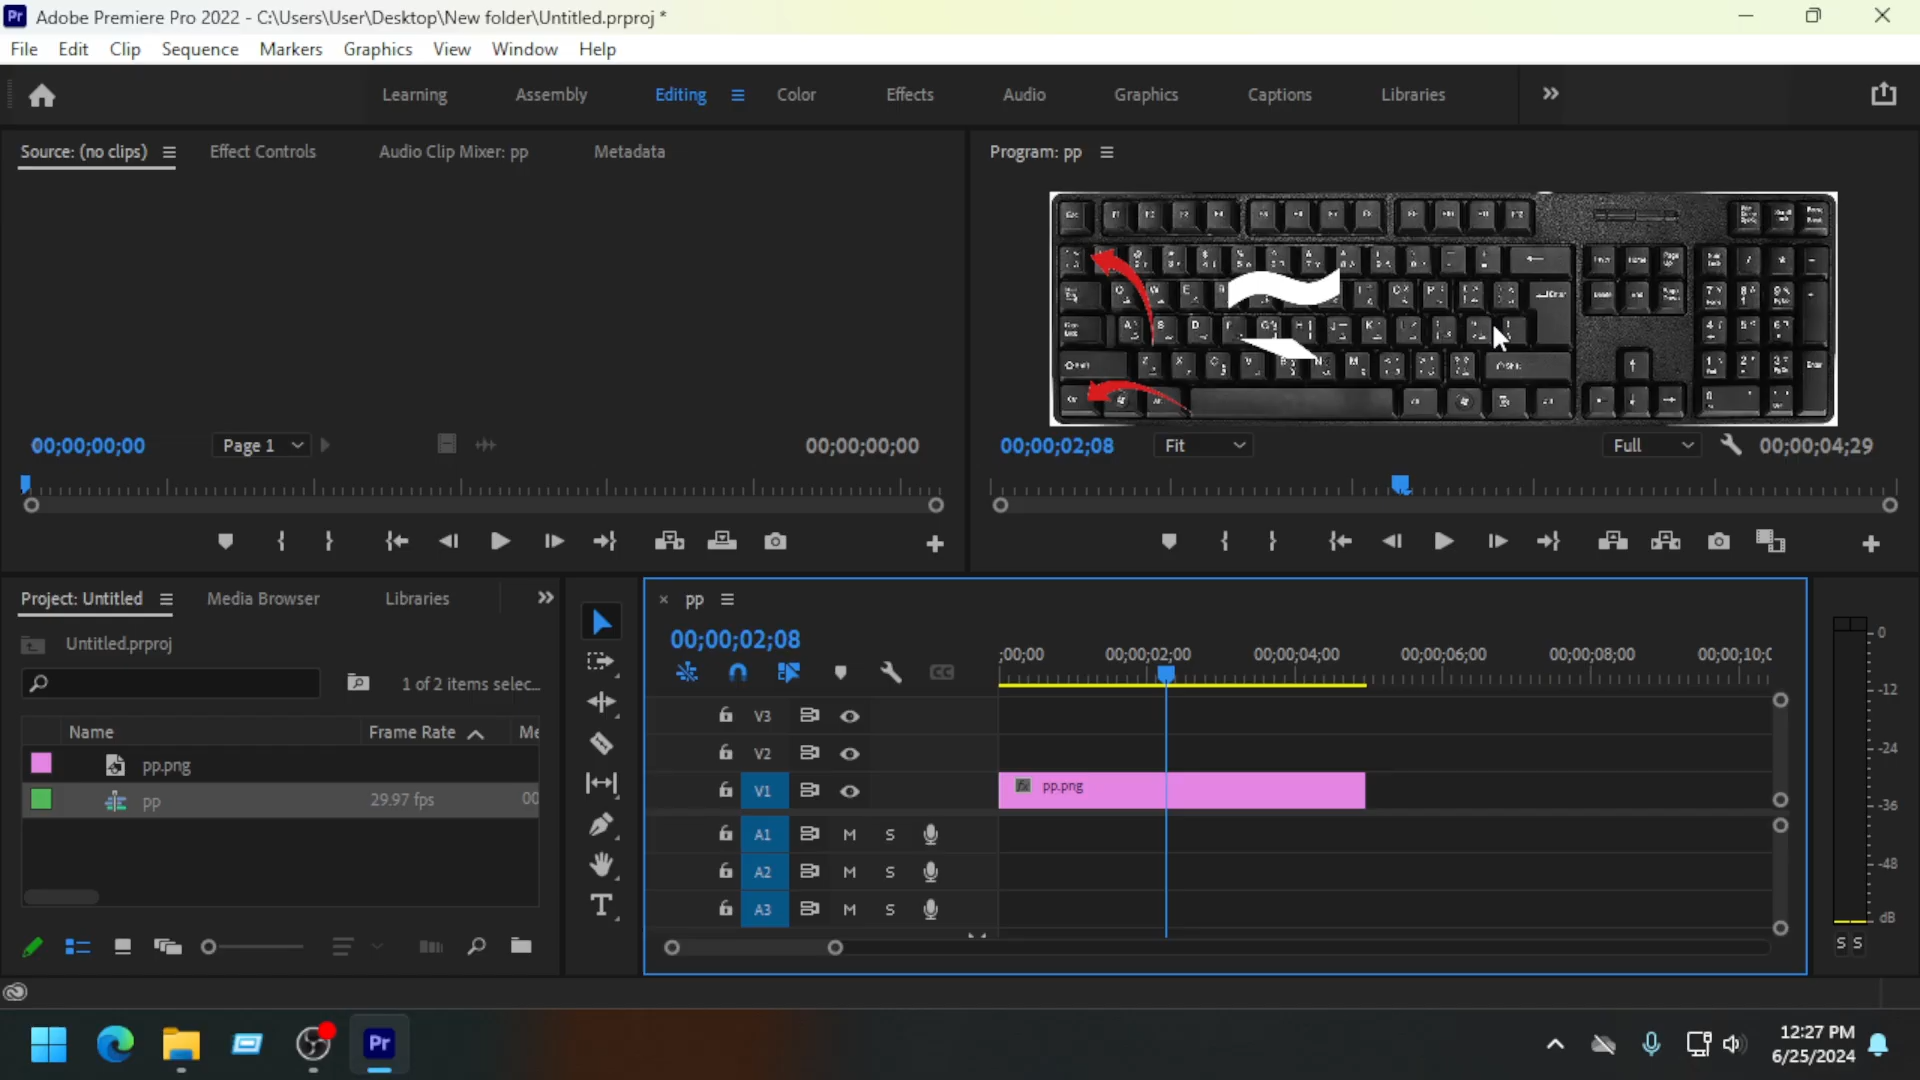 Pr Adobe Premiere Pro 2022 - C:\Users\User\Desktop\New folder\Untitled.prproj *
File Edit Clip Sequence Markers Graphics View Window Help
Learning Assembly Editing Color Effects Audio Graphics Captions Libraries
Source: (no clips) Effect Controls Audio Clip Mixer: pp Metadata
Program: pp
00;00;00;00 Page 1 00;00;00;00
00;00;02;08 Fit Full 00;00;04;29
Project: Untitled Media Browser Libraries
Untitled.prproj
1 of 2 items selec...
Name Frame Rate Me
pp.png
pp 29.97 fps 00
T
pp
00;00;02;08
;00;00 00;00;02;00 00;00;04;00 00;00;06;00 00;00;08;00 00;00;10;0
CC
V3
V2
V1 fx pp.png
A1 M S
A2 M S
A3 M S
0
-12
-24
-36
-48
dB
S S
Pr
12:27 PM
6/25/2024